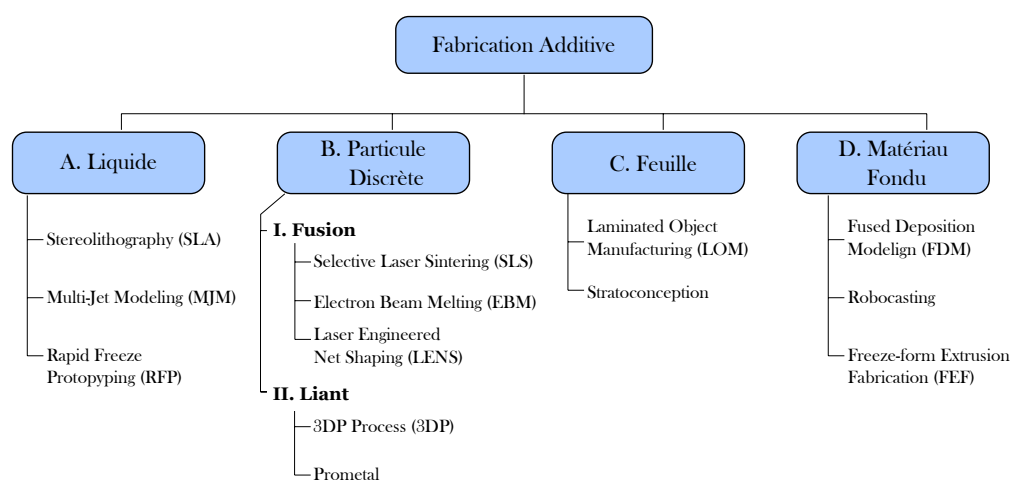 Fabrication Additive
A. Liquide
Stereolithography (SLA)
Multi-Jet Modeling (MJM)
Rapid Freeze
Protopyping (RFP)
B. Particule
Discrète
I. Fusion
Selective Laser Sintering (SLS)
Electron Beam Melting (EBM)
Laser Engineered
Net Shaping (LENS)
II. Liant
3DP Process (3DP)
Prometal
C. Feuille
Laminated Object
Manufacturing (LOM)
Stratoconception
D. Matériau
Fondu
Fused Deposition
Modelign (FDM)
Robocasting
Freeze-form Extrusion
Fabrication (FEF)